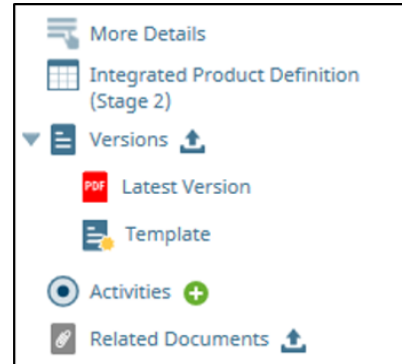 More Details
Integrated Product Definition
(Stage 2)
Versions
PDF Latest Version
Template
Activities
Related Documents